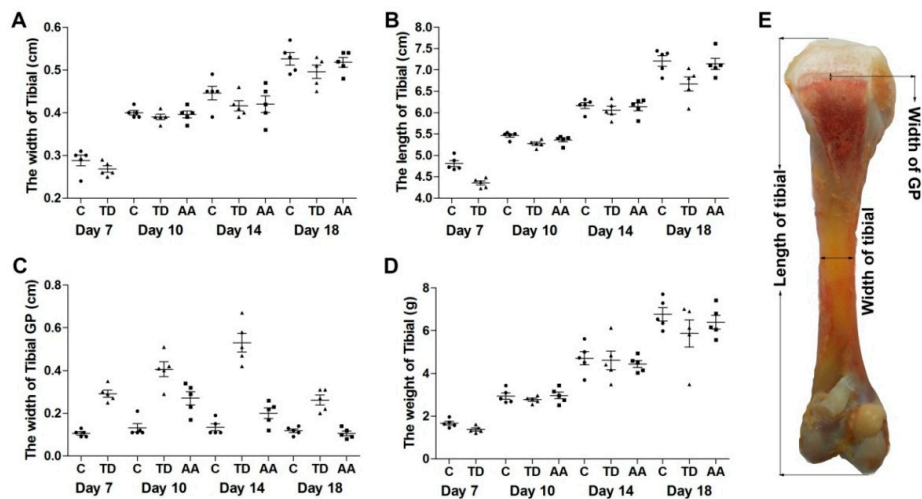 A
The width of Tibial (cm)
0.6
0.5
0.4
0.3
0.2
C TD C TD AA C TD AA C TD AA
Day 7 Day 10 Day 14 Day 18
B
The length of Tibial (cm)
8.0
7.5
7.0
6.5
6.0
5.5
5.0
4.5
4.0
C TD C TD AA C TD AA C TD AA
Day 7 Day 10 Day 14 Day 18
C
The width of Tibial GP (cm)
0.8
0.6
0.4
0.2
0.0
C TD C TD AA C TD AA C TD AA
Day 7 Day 10 Day 14 Day 18
D
The weight of Tibial (g)
8
6
4
2
0
C TD C TD AA C TD AA C TD AA
Day 7 Day 10 Day 14 Day 18
E
Length of tibial
Width of tibial
Width of GP